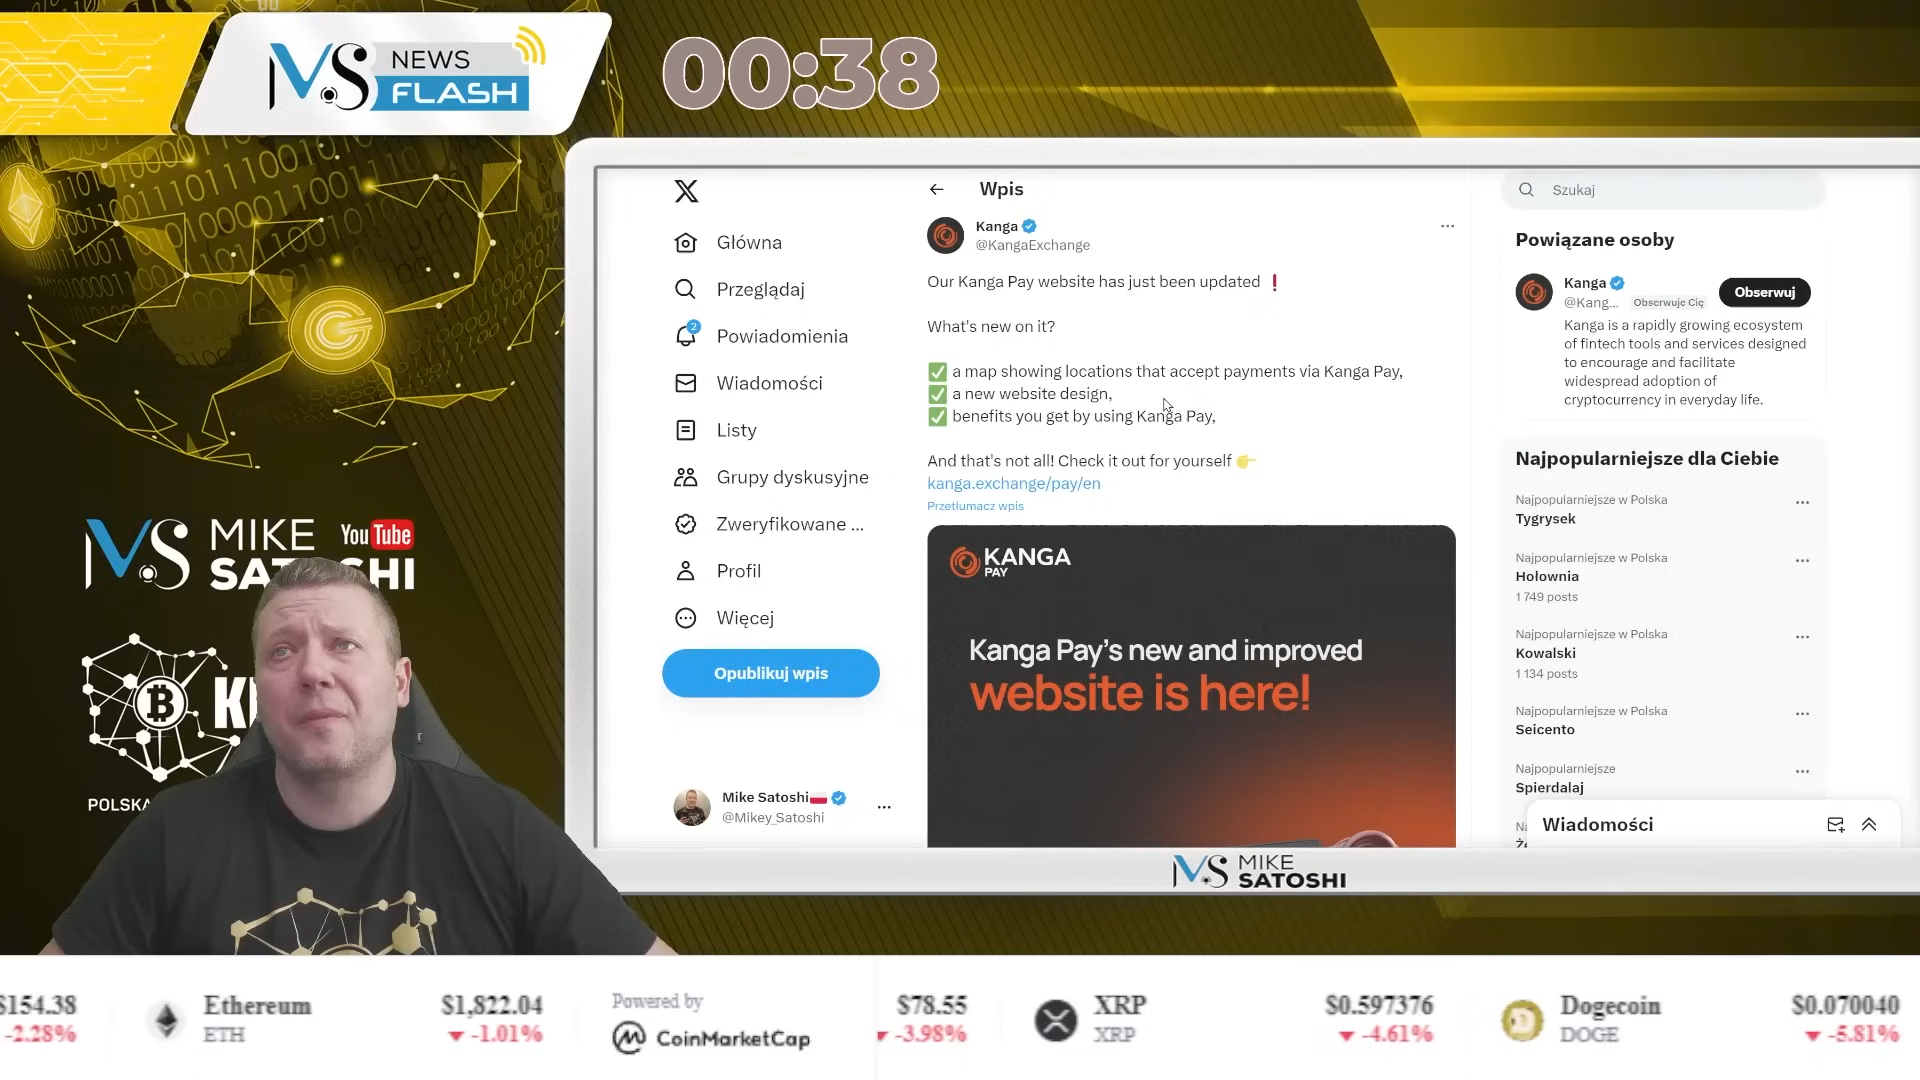 MS NEWS FLASH
00:38
Wpis
Szukaj
Główna
Przeglądaj
2
Powiadomienia
Wiadomości
Listy
Grupy dyskusyjne
Zweryfikowane ...
Profil
Więcej
Opublikuj wpis
Mike Satoshi
@Mikey_Satoshi
Kanga
@KangaExchange
Our Kanga Pay website has just been updated ❗
What's new on it?
✅ a map showing locations that accept payments via Kanga Pay,
✅ a new website design,
✅ benefits you get by using Kanga Pay,
And that's not all! Check it out for yourself 👉
kanga.exchange/pay/en
Przetłumacz wpis
KANGA
PAY
Kanga Pay's new and improved
website is here!
Powiązane osoby
Kanga
@Kang... Obserwuje Cię
Obserwuj
Kanga is a rapidly growing ecosystem
of fintech tools and services designed
to encourage and facilitate
widespread adoption of
cryptocurrency in everyday life.
Najpopularniejsze dla Ciebie
Najpopularniejsze w Polska
Tygrysek
Najpopularniejsze w Polska
Hołownia
1 749 posts
Najpopularniejsze w Polska
Kowalski
1 134 posts
Najpopularniejsze w Polska
Seicento
Najpopularniejsze
Spierdalaj
Wiadomości
MS MIKE
SATOSHI
MS MIKE YouTube
POLSKA
$154.38
-2.28%
Ethereum
ETH
$1,822.04
-1.01%
Powered by
CoinMarketCap
$78.55
-3.98%
XRP
XRP
$0.597376
-4.61%
Dogecoin
DOGE
$0.070040
-5.81%